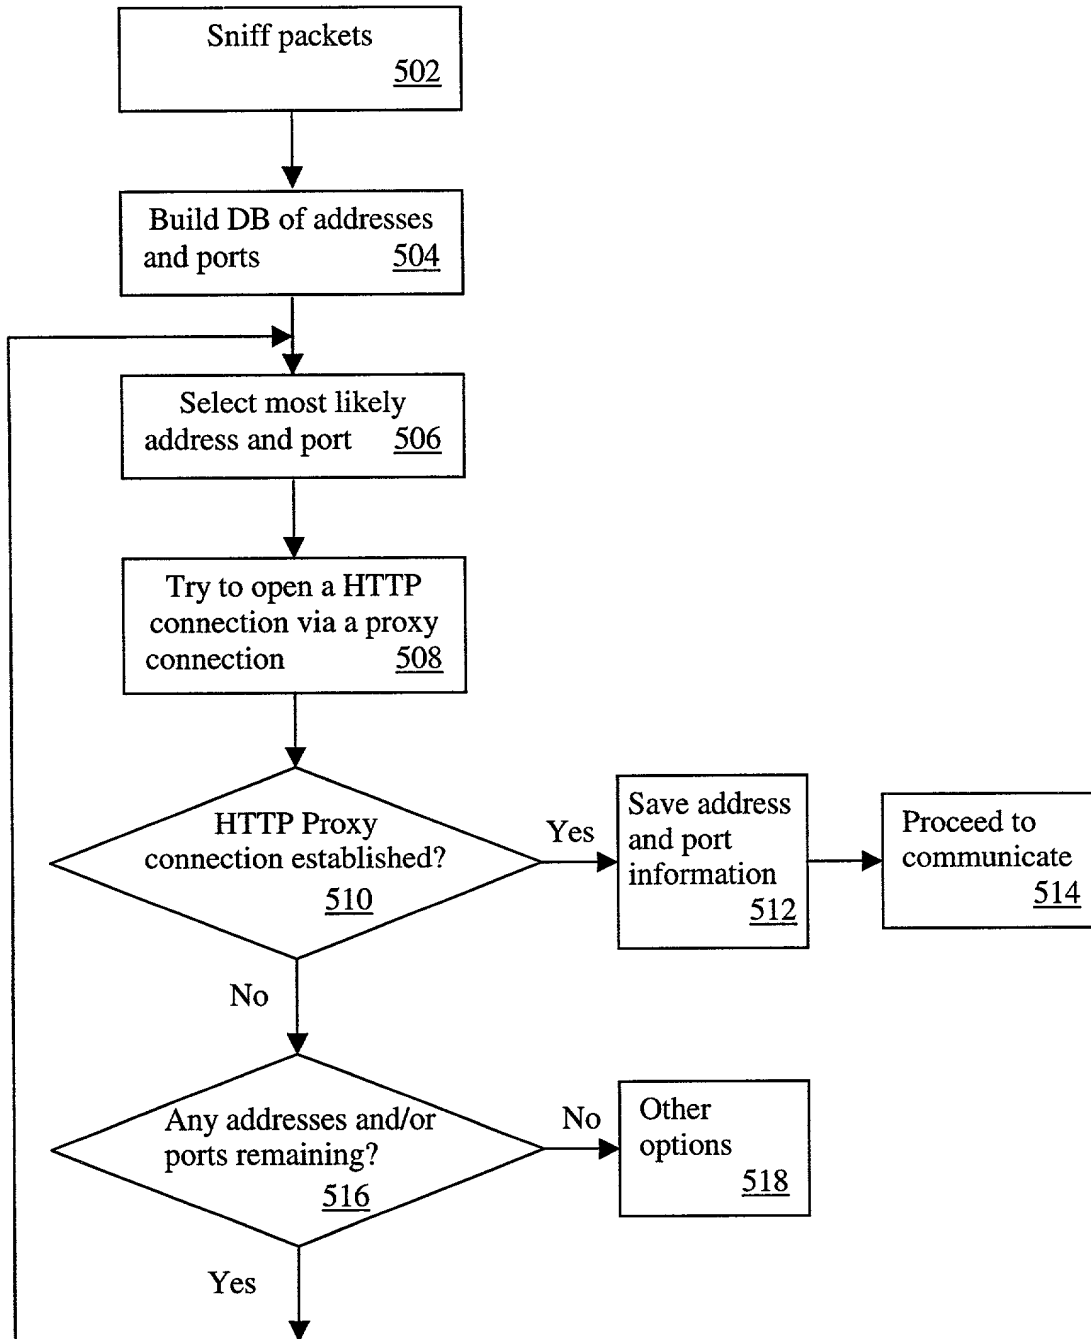 Sniff packets
502
Build DB of addresses
and ports 504
Select most likely
address and port 506
Try to open a HTTP
connection via a proxy
connection 508
HTTP Proxy
connection established?
510
Yes
Save address
and port
information
512
Proceed to
communicate
514
No
Any addresses and/or
ports remaining?
516
No
Other
options
518
Yes